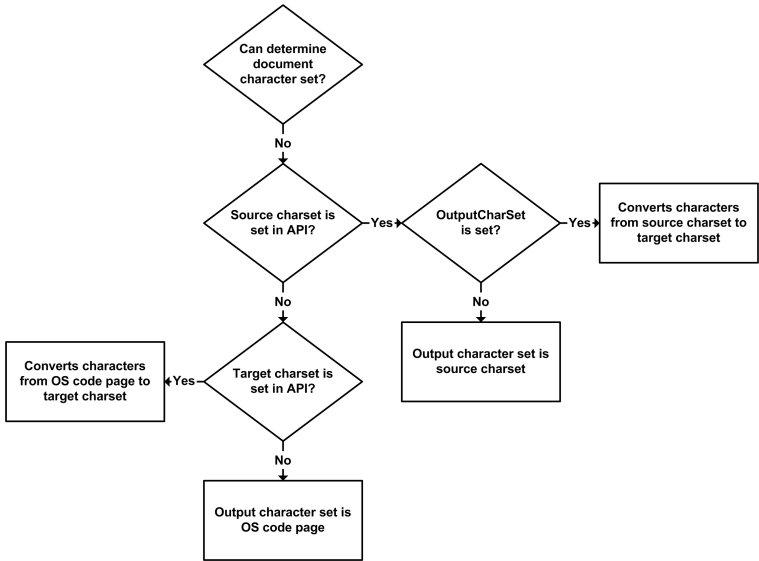 Can determine
document
character set?
No
Source charset is
set in API?
Yes
OutputCharSet
is set?
Yes
Converts characters
from source charset to
target charset
No
No
Output character set is
source charset
Target charset is
set in API?
Yes
Converts characters
from OS code page to
target charset
No
Output character set is
OS code page